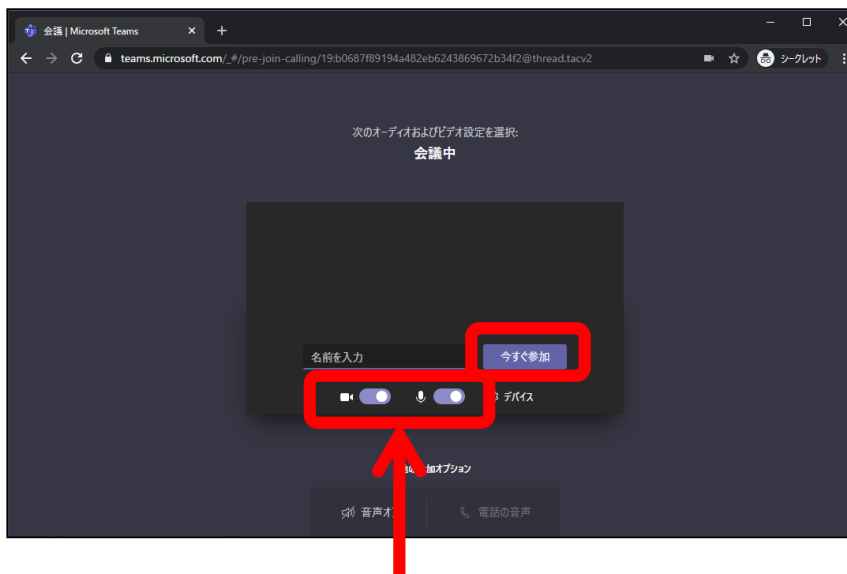 会議 | Microsoft Teams
teams.microsoft.com/_#/pre-join-calling/19:b0687f89194a482eb6243869672b34f2@thread.tacv2
シークレット
次のオーディオおよびビデオ設定を選択:
会議中
名前を入力
今すぐ参加
デバイス
加オプション
音声オ
電話の音声